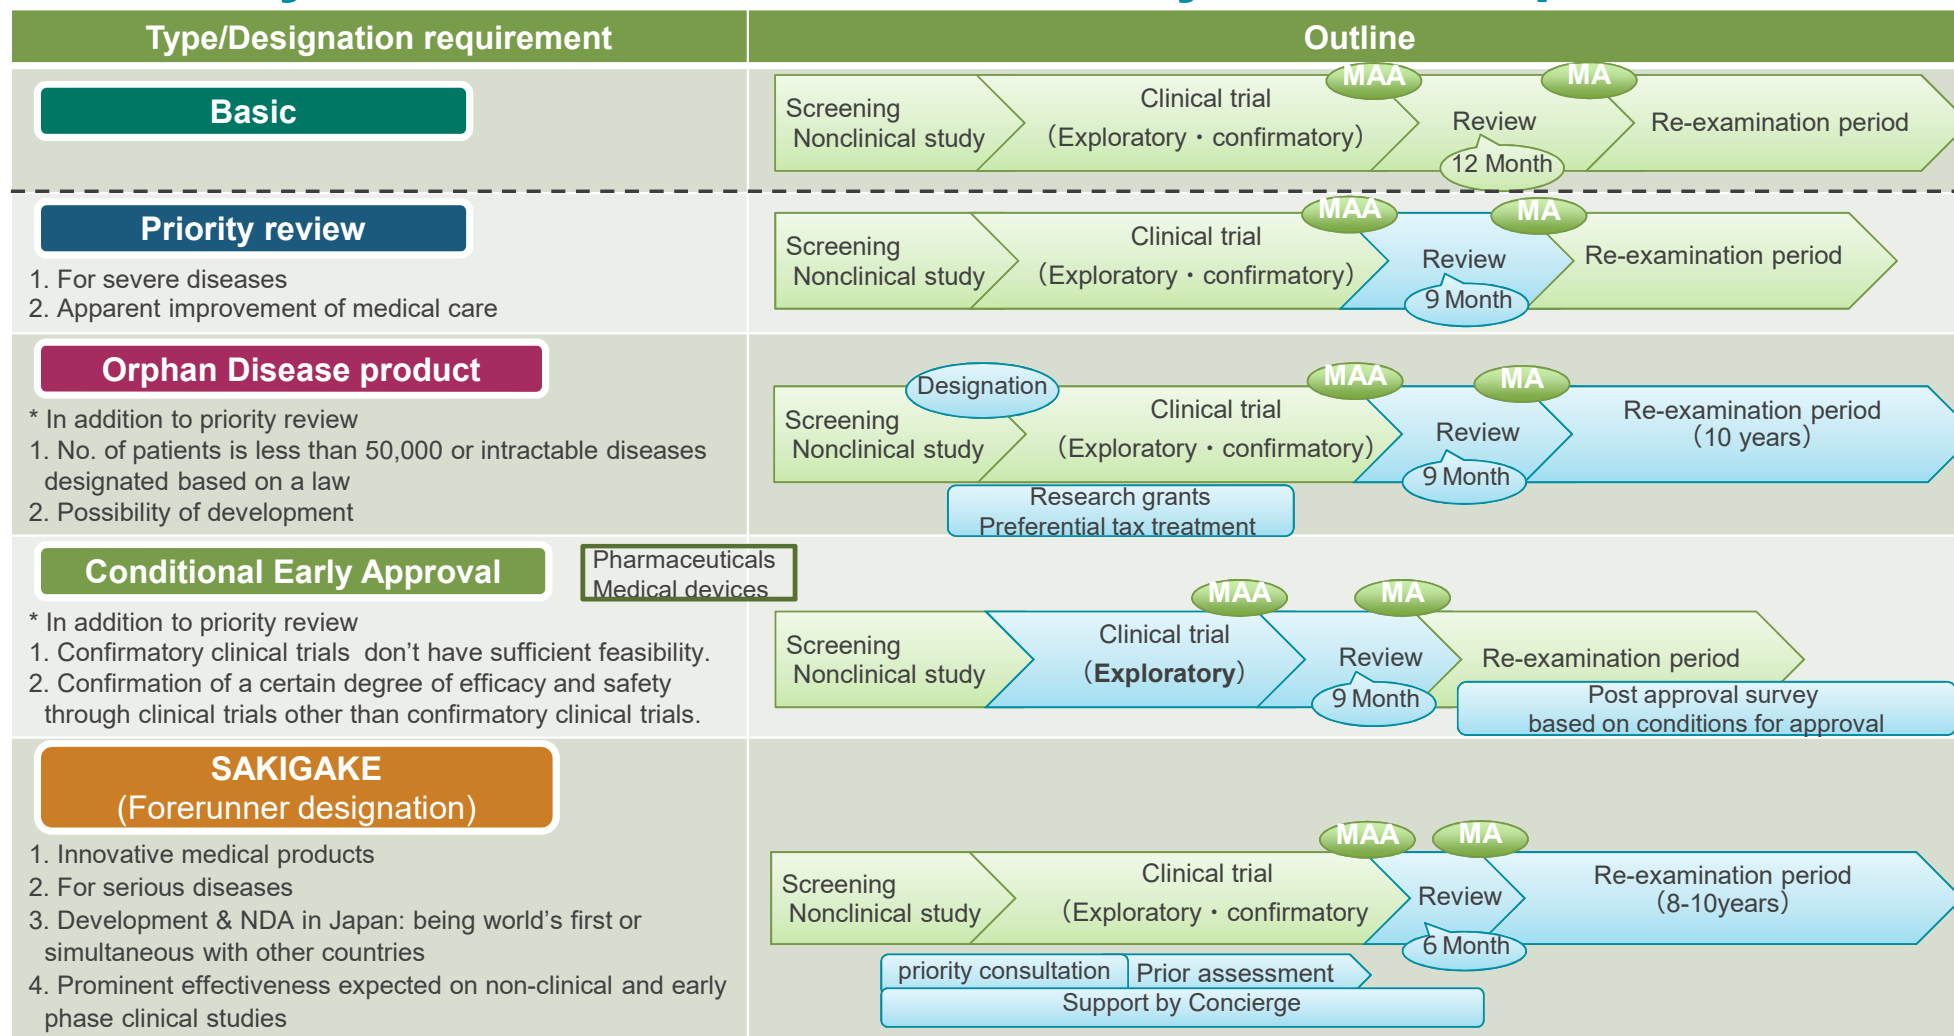 Type/Designation requirement
Outline
Basic
Screening
Nonclinical study
Clinical trial
（Exploratory・confirmatory）
MAA
Review
12 Month
MA
Re-examination period
Priority review
1. For severe diseases
2. Apparent improvement of medical care
Screening
Nonclinical study
Clinical trial
（Exploratory・confirmatory）
MAA
Review
9 Month
MA
Re-examination period
Orphan Disease product
* In addition to priority review
1. No. of patients is less than 50,000 or intractable diseases
designated based on a law
2. Possibility of development
Screening
Nonclinical study
Designation
Clinical trial
（Exploratory・confirmatory）
Research grants
Preferential tax treatment
MAA
Review
9 Month
MA
Re-examination period
（10 years）
Conditional Early Approval
Pharmaceuticals
Medical devices
* In addition to priority review
1. Confirmatory clinical trials don’t have sufficient feasibility.
2. Confirmation of a certain degree of efficacy and safety
through clinical trials other than confirmatory clinical trials.
Screening
Nonclinical study
Clinical trial
（Exploratory）
MAA
Review
9 Month
MA
Re-examination period
Post approval survey
based on conditions for approval
SAKIGAKE
(Forerunner designation)
1. Innovative medical products
2. For serious diseases
3. Development & NDA in Japan: being world’s first or
simultaneous with other countries
4. Prominent effectiveness expected on non-clinical and early
phase clinical studies
Screening
Nonclinical study
Clinical trial
（Exploratory・confirmatory
MAA
Review
6 Month
MA
Re-examination period
（8-10years）
priority consultation
Prior assessment
Support by Concierge